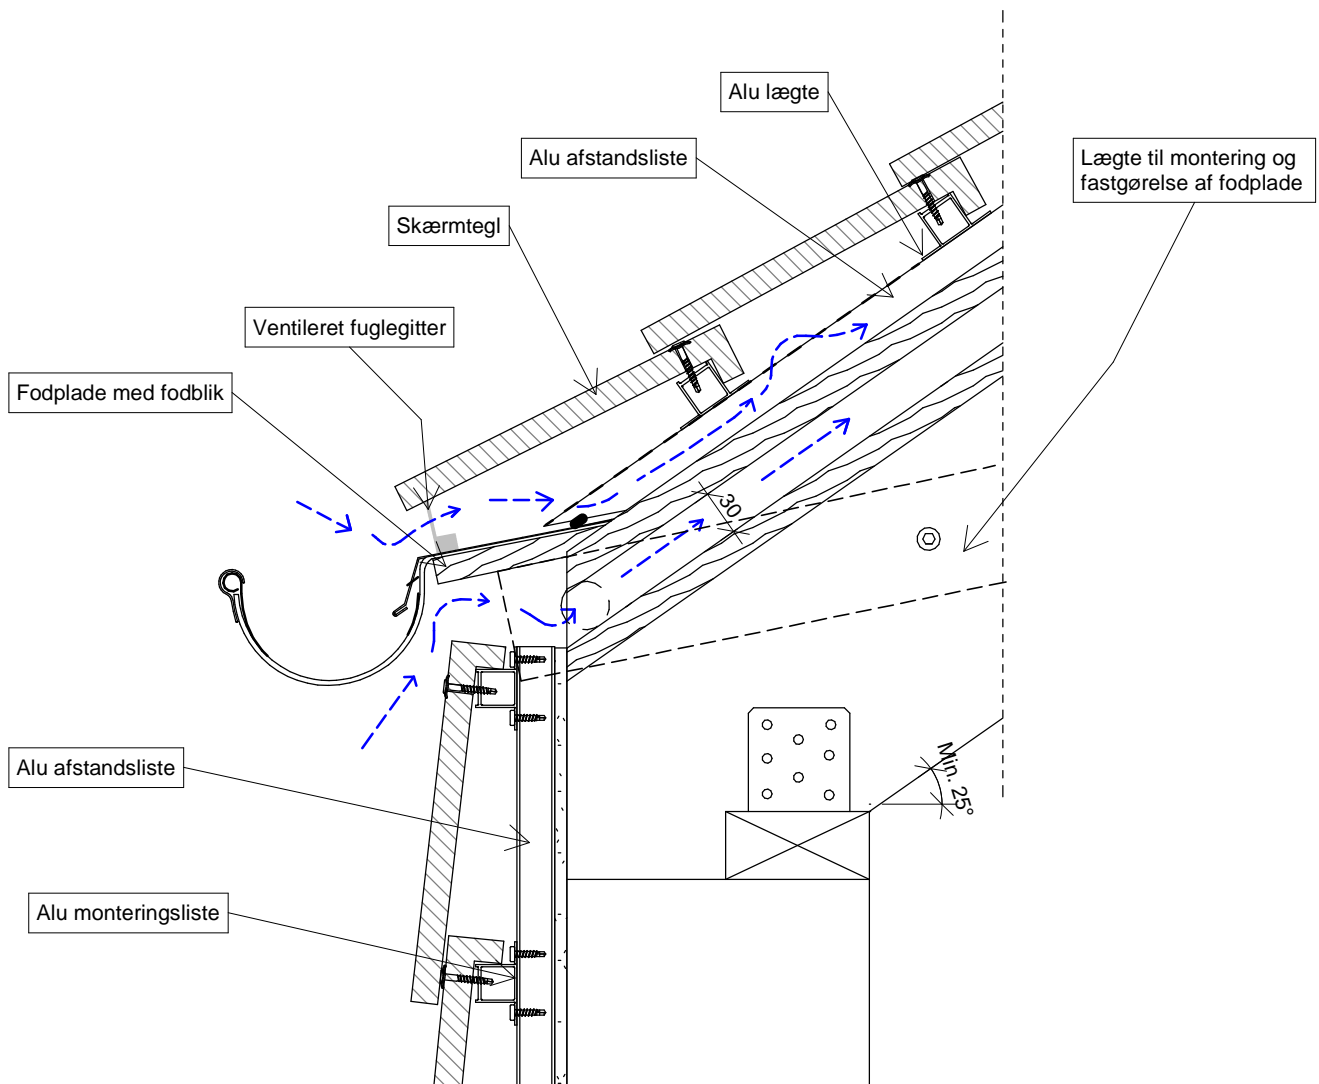 Alu lægte
Alu afstandsliste
Lægte til montering og
fastgørelse af fodplade
Skærmtegl
Ventileret fuglegitter
Fodplade med fodblik
30
Alu afstandsliste
Min. 25°
Alu monteringsliste